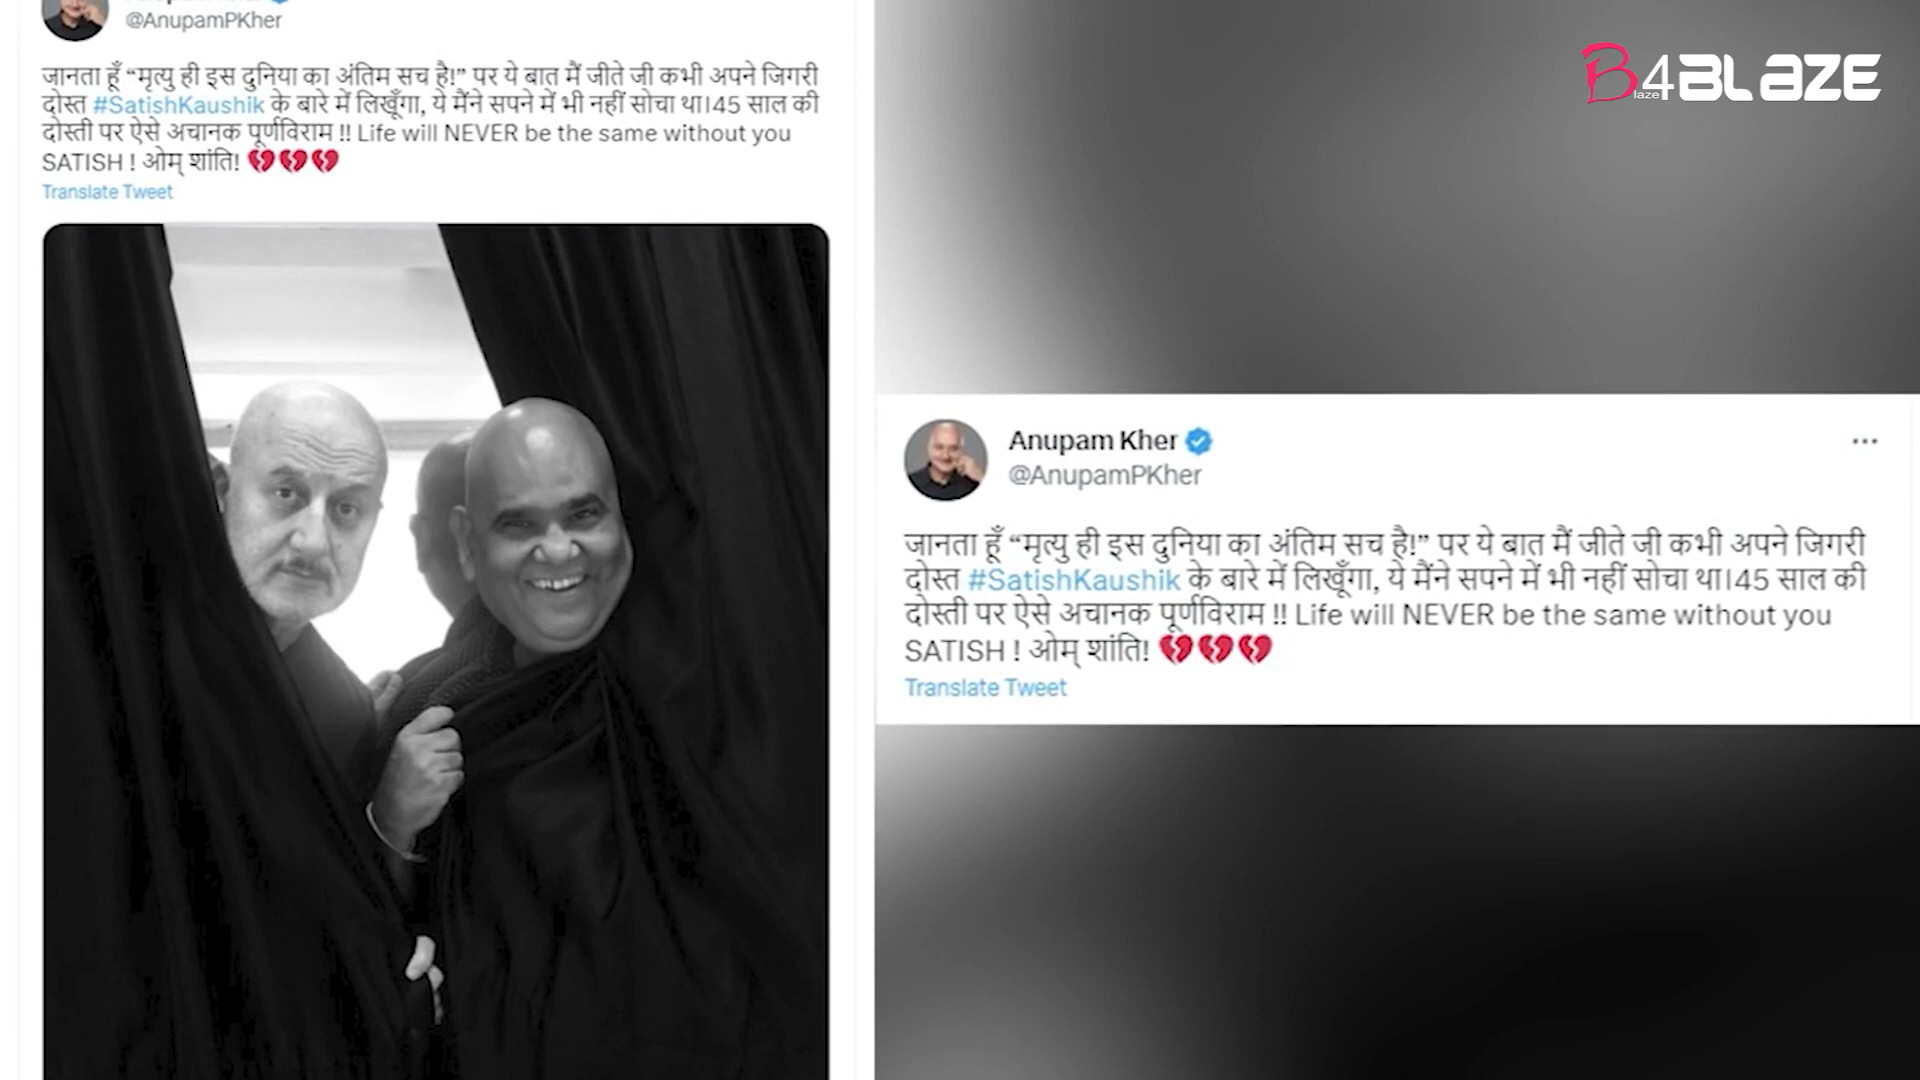 @AnupamPKher
जानता हूँ “मृत्यु ही इस दुनिया का अंतिम सच है!” पर ये बात मैं जीते जी कभी अपने जिगरी
दोस्त #SatishKaushik के बारे में लिखूँगा, ये मैंने सपने में भी नहीं सोचा था।45 साल की
दोस्ती पर ऐसे अचानक पूर्णविराम !! Life will NEVER be the same without you
SATISH ! ओम् शांति! 💔💔💔
Translate Tweet
B4BLAZE
laze
Anupam Kher
@AnupamPKher
जानता हूँ “मृत्यु ही इस दुनिया का अंतिम सच है!” पर ये बात मैं जीते जी कभी अपने जिगरी
दोस्त #SatishKaushik के बारे में लिखूँगा, ये मैंने सपने में भी नहीं सोचा था।45 साल की
दोस्ती पर ऐसे अचानक पूर्णविराम !! Life will NEVER be the same without you
SATISH ! ओम् शांति! 💔💔💔
Translate Tweet